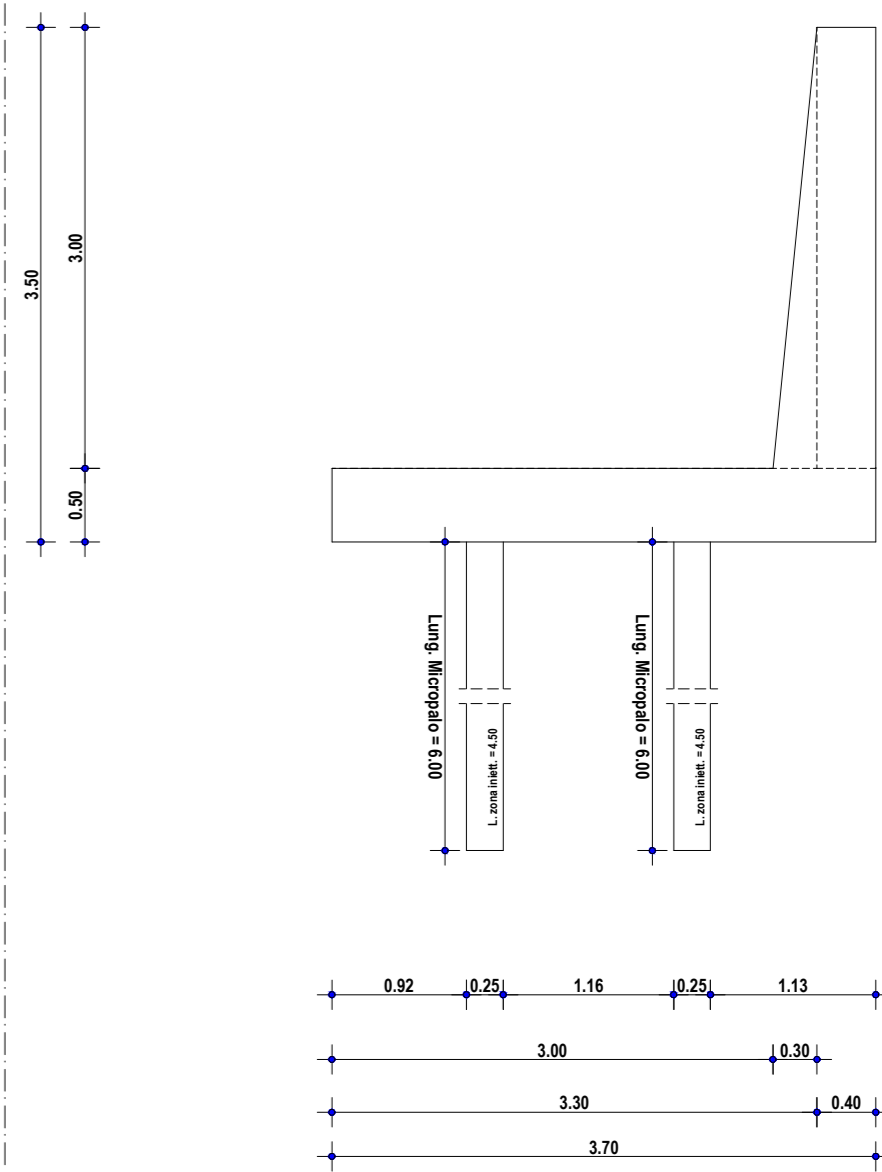 3.50
3.00
0.50
Lung. Micropalo = 6.00
L. zona iniett. = 4.50
Lung. Micropalo = 6.00
L. zona iniett. = 4.50
0.92 0.25 1.16 0.25 1.13
3.00 0.30
3.30 0.40
3.70